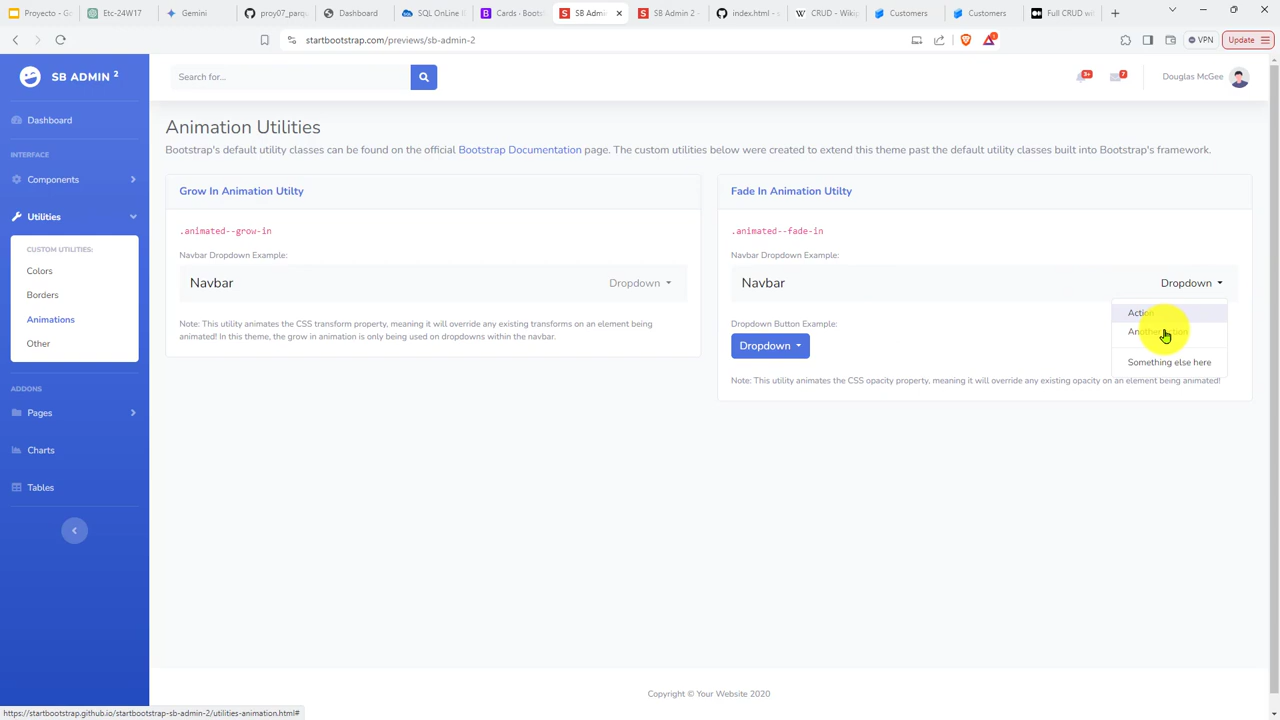 Proyecto - G
Etc-24W17
Gemini
proy07_parq
Dashboard
SQL OnLine I
Cards · Boots
SB Admin
SB Admin 2 -
index.html -
CRUD - Wiki
Customers
Customers
Full CRUD wi
startbootstrap.com/previews/sb-admin-2
VPN
Update
SB ADMIN 2
Search for...
3+
7
Douglas McGee
Dashboard
INTERFACE
Components
Utilities
CUSTOM UTILITIES:
Colors
Borders
Animations
Other
ADDONS
Pages
Charts
Tables
Animation Utilities
Bootstrap's default utility classes can be found on the official Bootstrap Documentation page. The custom utilities below were created to extend this theme past the default utility classes built into Bootstrap's framework.
Grow In Animation Utilty
.animated--grow-in
Navbar Dropdown Example:
Navbar
Dropdown
Note: This utility animates the CSS transform property, meaning it will override any existing transforms on an element being
animated! In this theme, the grow in animation is only being used on dropdowns within the navbar.
Fade In Animation Utilty
.animated--fade-in
Navbar Dropdown Example:
Navbar
Dropdown
Action
Another action
Something else here
Dropdown Button Example:
Dropdown
Note: This utility animates the CSS opacity property, meaning it will override any existing opacity on an element being animated!
Copyright © Your Website 2020
https://startbootstrap.github.io/startbootstrap-sb-admin-2/utilities-animation.html#